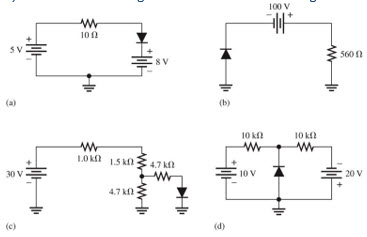 10 Ω
5 V
+
−
+
−
8 V
(a)
100 V
− +
560 Ω
(b)
1.0 kΩ
1.5 kΩ
4.7 kΩ
+
30 V
−
4.7 kΩ
(c)
10 kΩ
10 kΩ
+
10 V
−
−
20 V
+
(d)